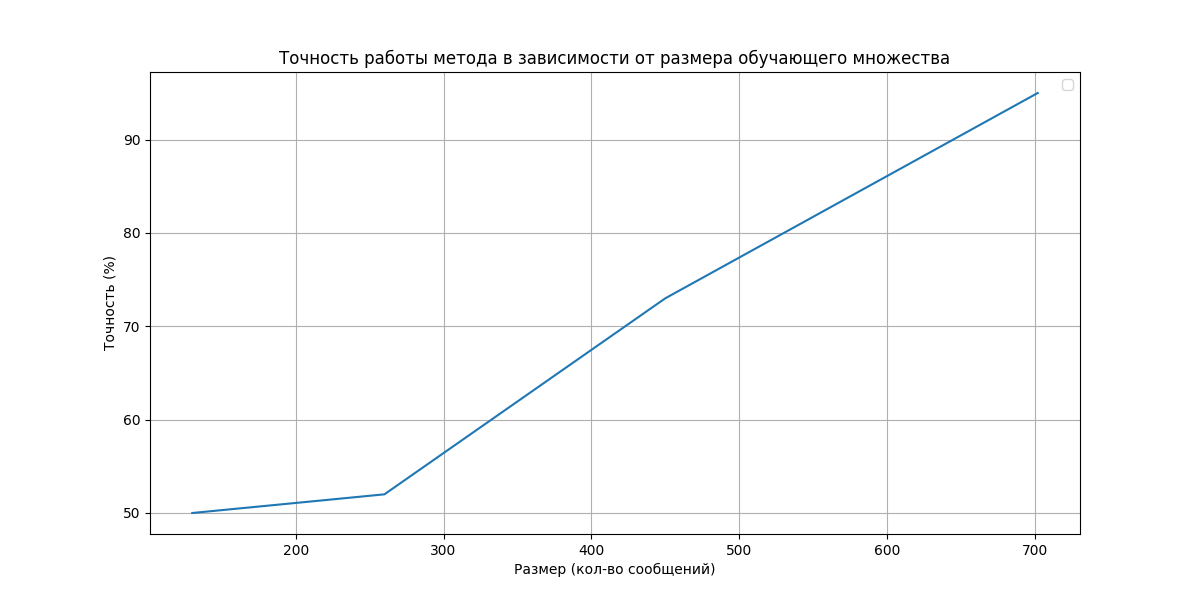 Точность работы метода в зависимости от размера обучающего множества
90
80
70
60
50
Точность (%)
200 300 400 500 600 700
Размер (кол-во сообщений)